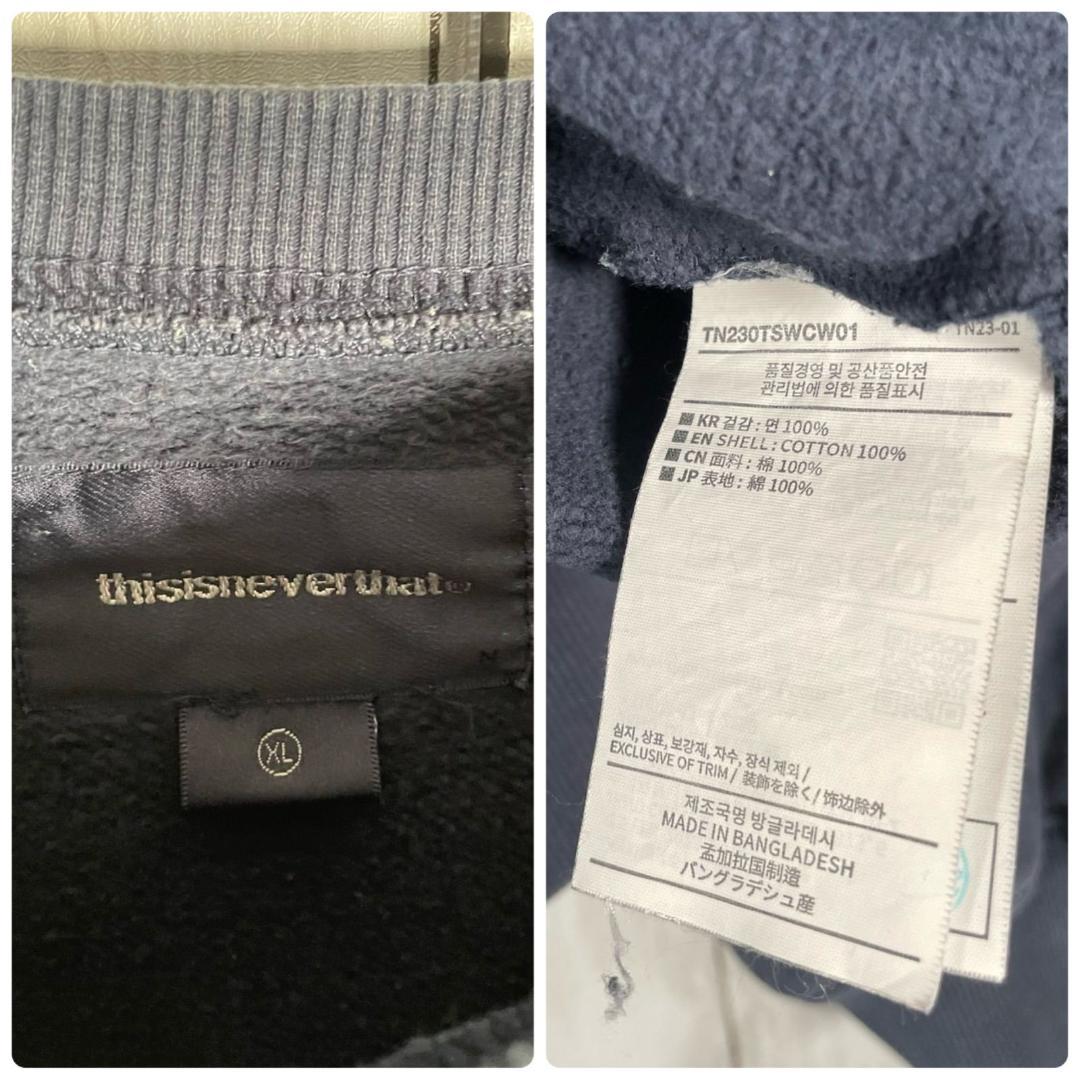 thisisneverthat®
N
XL
TN230TSWCW01
TN23-01
품질경영 및 공산품안전
관리법에 의한 품질표시
KR 겉감 : 면 100%
EN SHELL : COTTON 100%
CN 面料 : 棉 100%
JP 表地 : 綿 100%
심지, 상표, 보강재, 자수, 장식 제외 /
EXCLUSIVE OF TRIM / 装飾を除く / 饰边除外
제조국명 방글라데시
MADE IN BANGLADESH
孟加拉国制造
バングラデシュ産